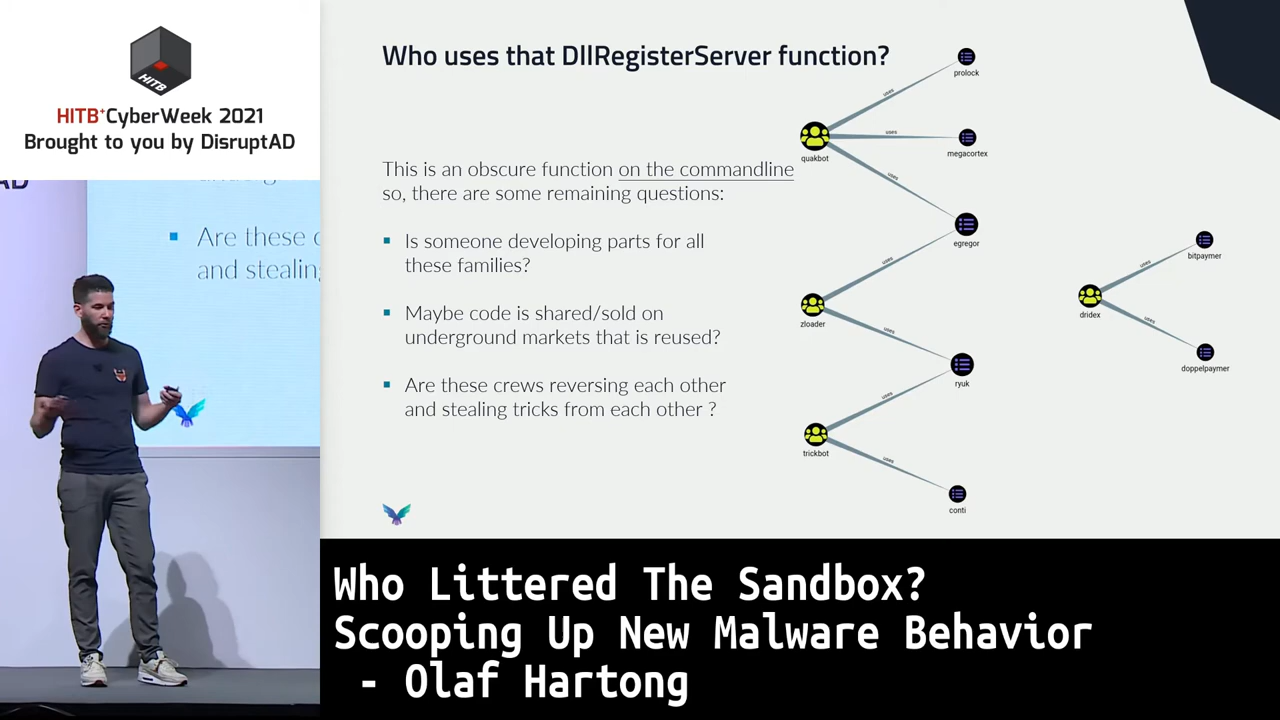 HITB
HITB+CyberWeek 2021
Brought to you by DisruptAD
AD
Are these
and stealing
Who uses that DllRegisterServer function?
This is an obscure function on the commandline
so, there are some remaining questions:
Is someone developing parts for all
these families?
Maybe code is shared/sold on
underground markets that is reused?
Are these crews reversing each other
and stealing tricks from each other ?
uses
prolock
quakbot
uses
megacortex
uses
egregor
uses
zloader
uses
ryuk
uses
trickbot
uses
conti
uses
bitpaymer
dridex
uses
doppelpaymer
Who Littered The Sandbox?
Scooping Up New Malware Behavior
- Olaf Hartong